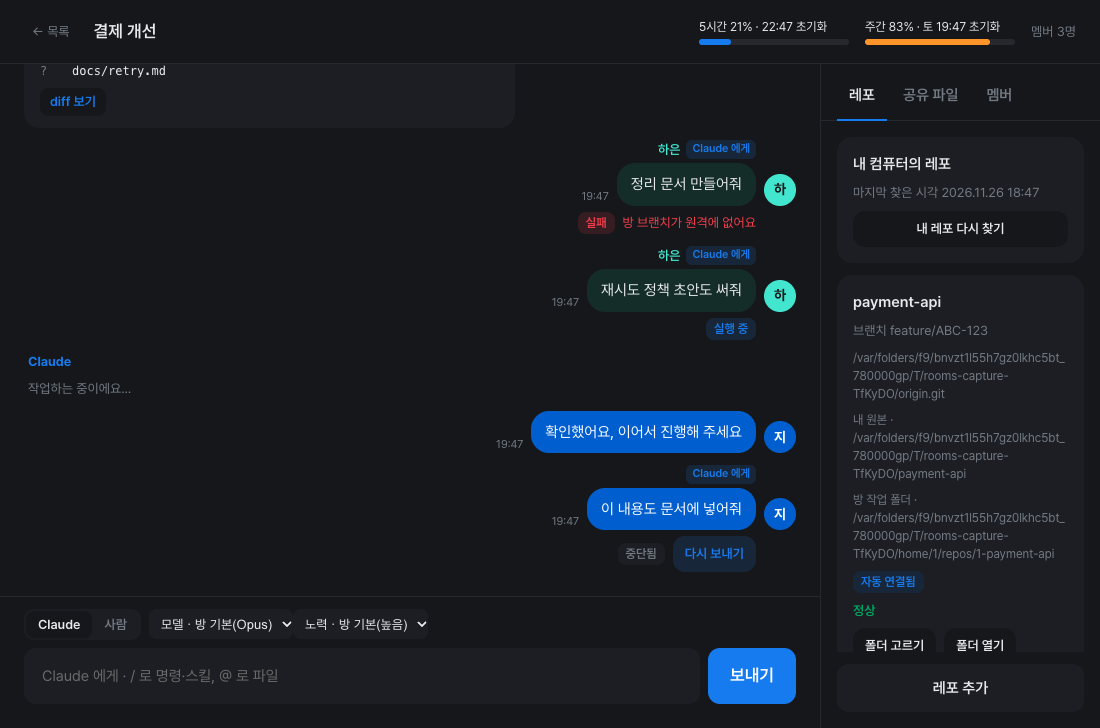 ← 목록
결제 개선
5시간 21% · 22:47 초기화
주간 83% · 토 19:47 초기화
멤버 3명
? docs/retry.md
diff 보기
하은 Claude 에게
19:47 정리 문서 만들어줘 하
실패 방 브랜치가 원격에 없어요
하은 Claude 에게
19:47 재시도 정책 초안도 써줘 하
실행 중
Claude
작업하는 중이에요...
19:47 확인했어요, 이어서 진행해 주세요 지
Claude 에게
19:47 이 내용도 문서에 넣어줘 지
중단됨 다시 보내기
Claude 사람 모델 · 방 기본(Opus) 노력 · 방 기본(높음)
Claude 에게 · / 로 명령·스킬, @ 로 파일
보내기
레포 공유 파일 멤버
내 컴퓨터의 레포
마지막 찾은 시각 2026.11.26 18:47
내 레포 다시 찾기
payment-api
브랜치 feature/ABC-123
/var/folders/f9/bnvzt1l55h7gz0lkhc5bt_
780000gp/T/rooms-capture-
TfKyDO/origin.git
내 원본 ·
/var/folders/f9/bnvzt1l55h7gz0lkhc5bt_
780000gp/T/rooms-capture-
TfKyDO/payment-api
방 작업 폴더 ·
/var/folders/f9/bnvzt1l55h7gz0lkhc5bt_
780000gp/T/rooms-capture-
TfKyDO/home/1/repos/1-payment-api
자동 연결됨
정상
폴더 고르기 폴더 열기
레포 추가